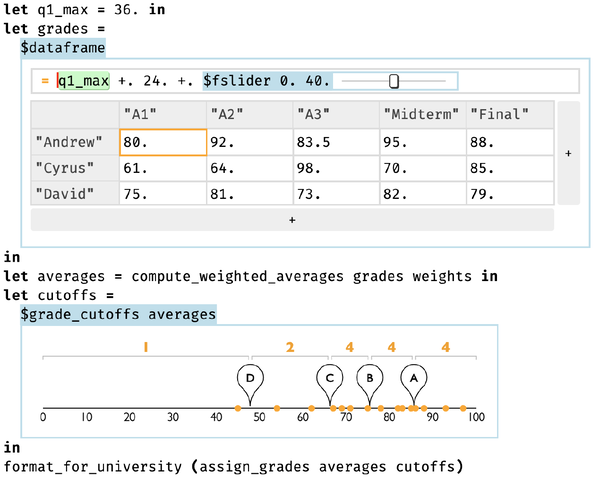 let q1_max = 36. in
let grades =
$dataframe
= q1_max +. 24. +. $fslider 0. 40.
"A1" "A2" "A3" "Midterm" "Final"
"Andrew" 80. 92. 83.5 95. 88.
"Cyrus" 61. 64. 98. 70. 85.
"David" 75. 81. 73. 82. 79.
+
+
in
let averages = compute_weighted_averages grades weights in
let cutoffs =
$grade_cutoffs averages
1 2 4 4 4
D C B A
0 10 20 30 40 50 60 70 80 90 100
in
format_for_university (assign_grades averages cutoffs)